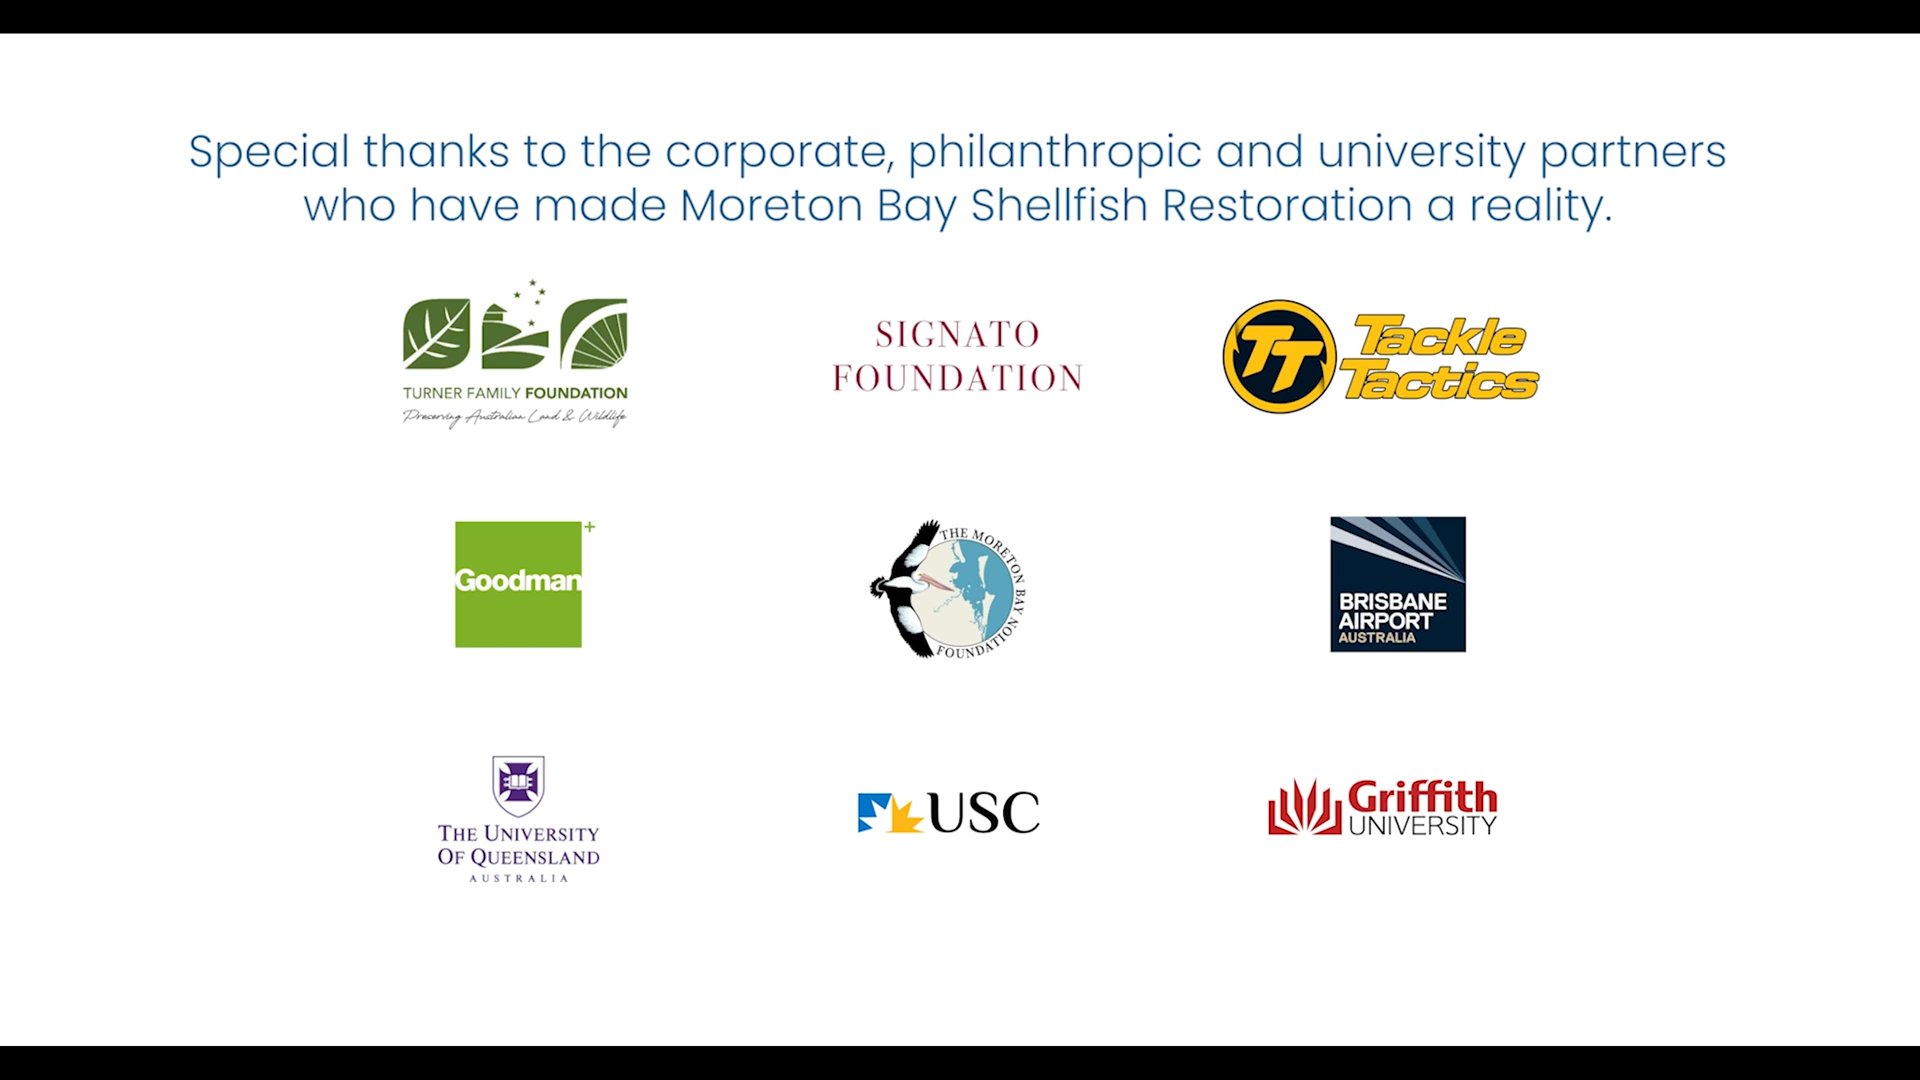 Special thanks to the corporate, philanthropic and university partners
who have made Moreton Bay Shellfish Restoration a reality.
TURNER FAMILY FOUNDATION
Preserving Australian Land & Wildlife
SIGNATO
FOUNDATION
TT
Tackle
Tactics
Goodman+
THE MORETON BAY
FOUNDATION
BRISBANE
AIRPORT
AUSTRALIA
THE UNIVERSITY
OF QUEENSLAND
AUSTRALIA
USC
Griffith
UNIVERSITY